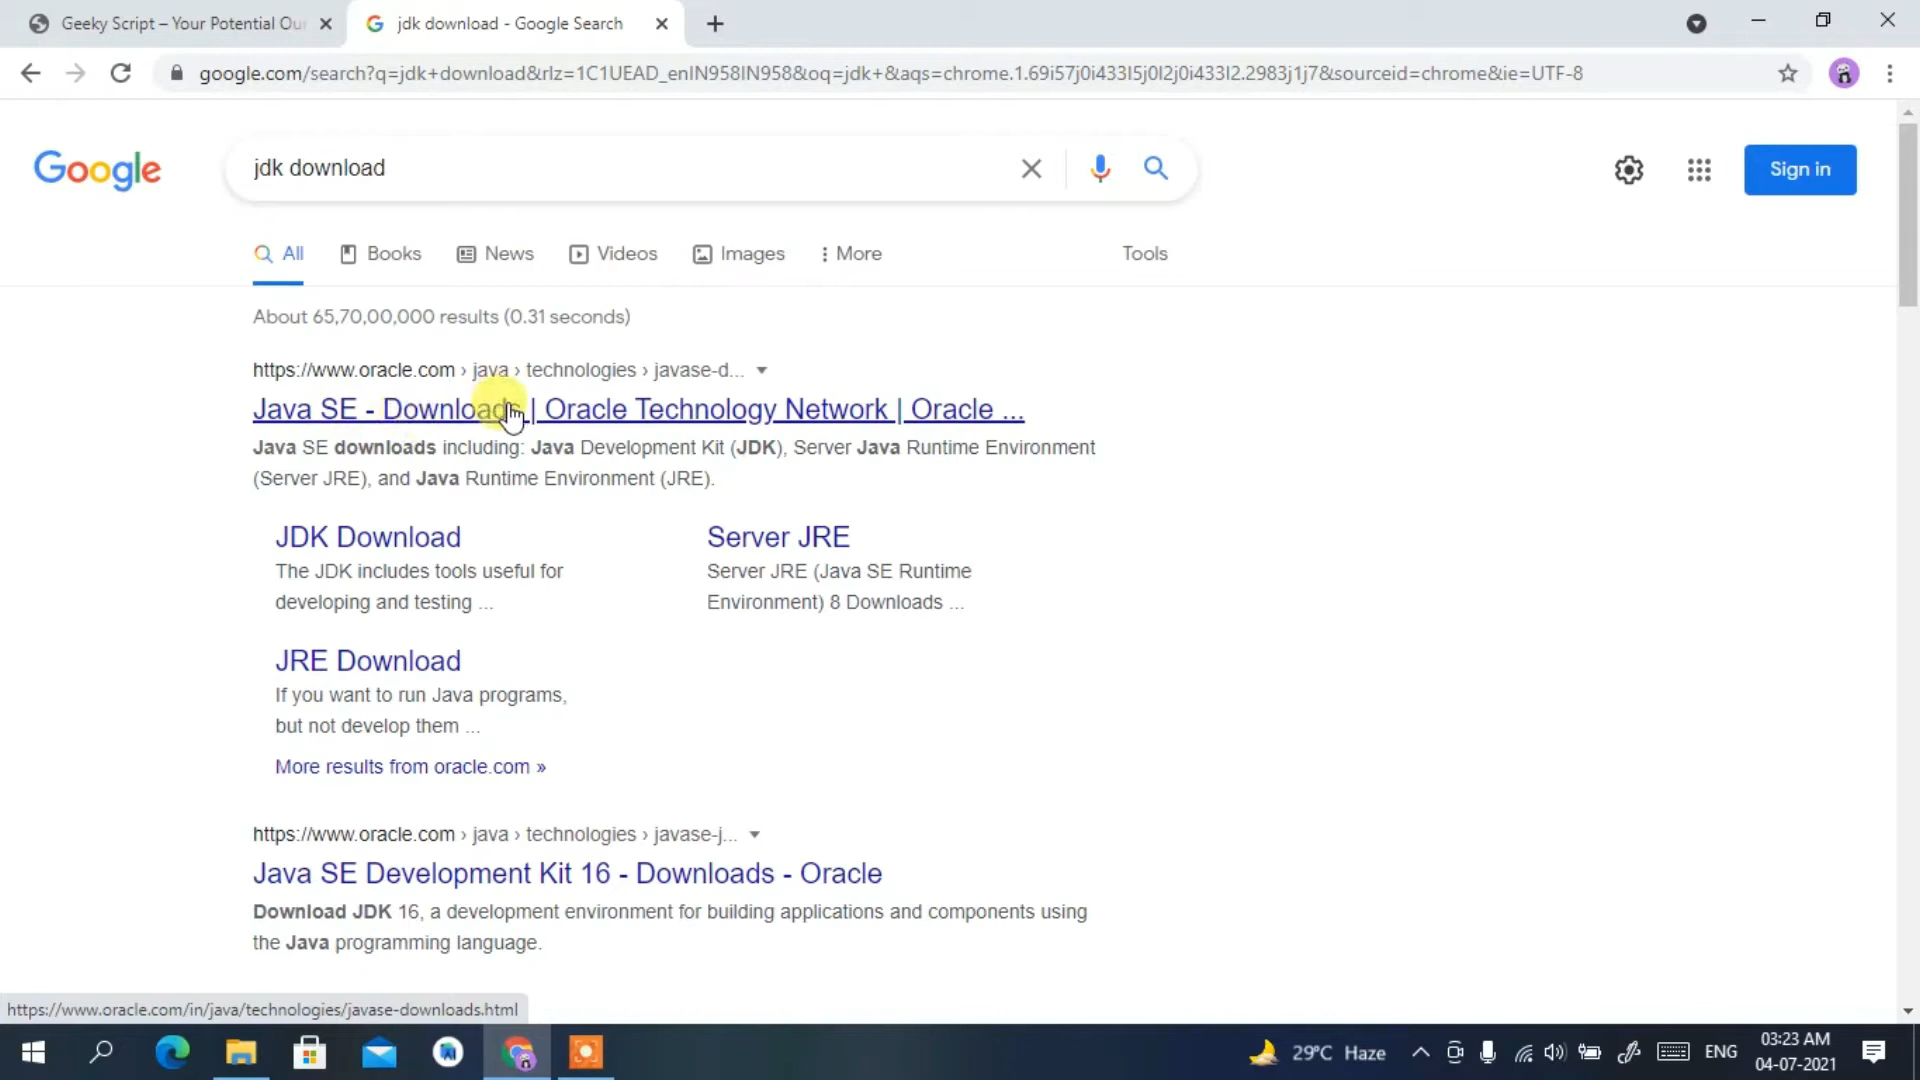 Geeky Script – Your Potential Our
jdk download - Google Search
google.com/search?q=jdk+download&rlz=1C1UEAD_enIN958IN958&oq=jdk+&aqs=chrome.1.69i57j0i433l5j0l2j0i433l2.2983j1j7&sourceid=chrome&ie=UTF-8
Google
jdk download
Sign in
All
Books
News
Videos
Images
More
Tools
About 65,70,00,000 results (0.31 seconds)
https://www.oracle.com › java › technologies › javase-d...
Java SE - Downloads | Oracle Technology Network | Oracle ...
Java SE downloads including: Java Development Kit (JDK), Server Java Runtime Environment
(Server JRE), and Java Runtime Environment (JRE).
JDK Download
The JDK includes tools useful for
developing and testing ...
Server JRE
Server JRE (Java SE Runtime
Environment) 8 Downloads ...
JRE Download
If you want to run Java programs,
but not develop them ...
More results from oracle.com »
https://www.oracle.com › java › technologies › javase-j...
Java SE Development Kit 16 - Downloads - Oracle
Download JDK 16, a development environment for building applications and components using
the Java programming language.
https://www.oracle.com/in/java/technologies/javase-downloads.html
29°C Haze
ENG
03:23 AM
04-07-2021